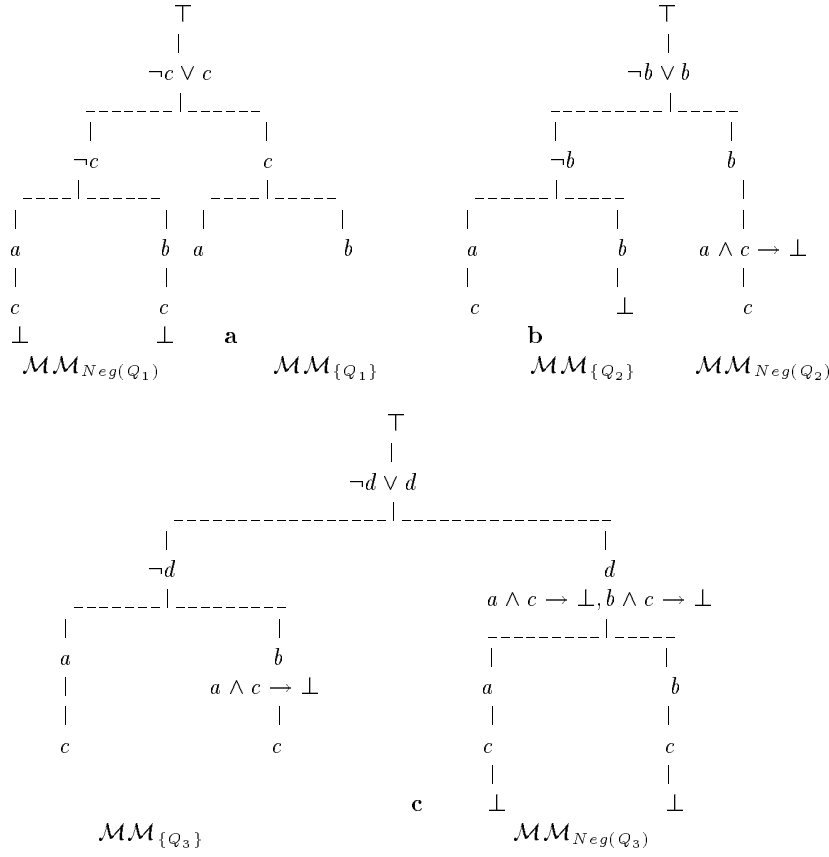 ⊤ ⊤
¬c ∨ c ¬b ∨ b
¬c c ¬b b
a b a b a b a ∧ c → ⊥
c c c ⊥ c
⊥ ⊥ a b
MM_{Neg(Q_1)} MM_{{Q_1}} MM_{{Q_2}} MM_{Neg(Q_2)}
⊤
¬d ∨ d
¬d d
a ∧ c → ⊥, b ∧ c → ⊥
a b
a ∧ c → ⊥ a b
c c c c
c ⊥ ⊥
MM_{{Q_3}} MM_{Neg(Q_3)}